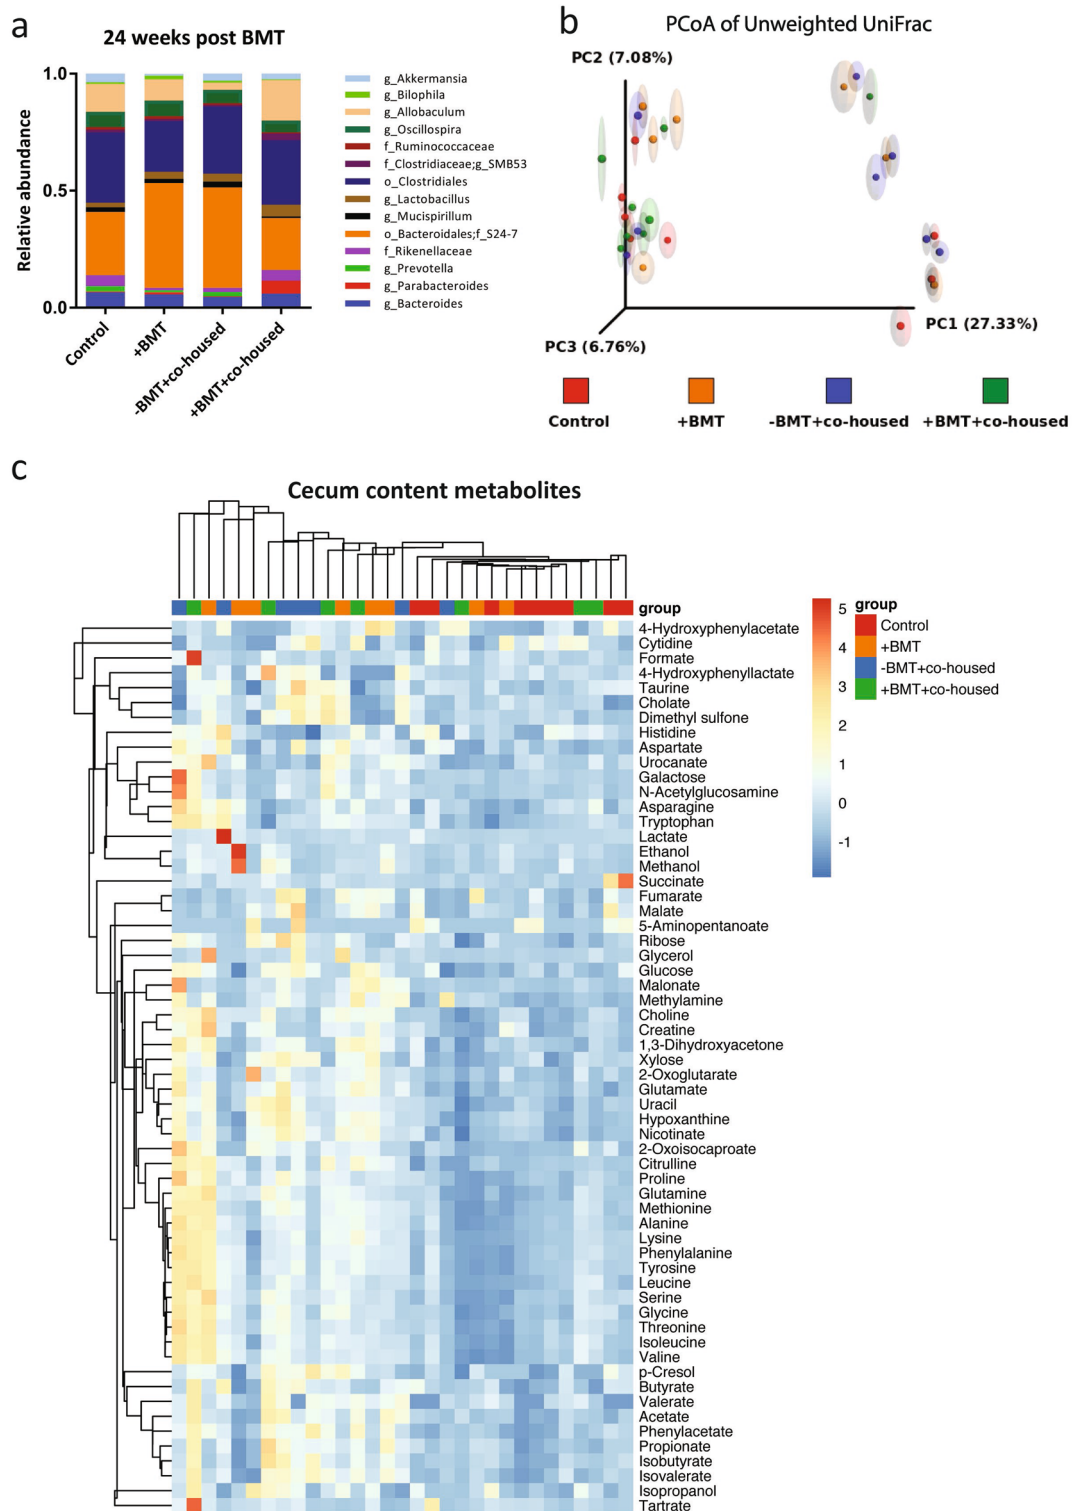 a
24 weeks post BMT
Relative abundance
1.0
0.5
0.0
Control
+BMT
-BMT+co-housed
+BMT+co-housed
g_Akkermansia
g_Bilophila
g_Allobaculum
g_Oscillospira
f_Ruminococcaceae
f_Clostridiaceae;g_SMB53
o_Clostridiales
g_Lactobacillus
g_Mucispirillum
o_Bacteroidales;f_S24-7
f_Rikenellaceae
g_Prevotella
g_Parabacteroides
g_Bacteroides
b
PCoA of Unweighted UniFrac
PC2 (7.08%)
PC1 (27.33%)
PC3 (6.76%)
Control
+BMT
-BMT+co-housed
+BMT+co-housed
c
Cecum content metabolites
group
4-Hydroxyphenylacetate
Cytidine
Formate
4-Hydroxyphenyllactate
Taurine
Cholate
Dimethyl sulfone
Histidine
Aspartate
Urocanate
Galactose
N-Acetylglucosamine
Asparagine
Tryptophan
Lactate
Ethanol
Methanol
Succinate
Fumarate
Malate
5-Aminopentanoate
Ribose
Glycerol
Glucose
Malonate
Methylamine
Choline
Creatine
1,3-Dihydroxyacetone
Xylose
2-Oxoglutarate
Glutamate
Uracil
Hypoxanthine
Nicotinate
2-Oxoisocaproate
Citrulline
Proline
Glutamine
Methionine
Alanine
Lysine
Phenylalanine
Tyrosine
Leucine
Serine
Glycine
Threonine
Isoleucine
Valine
p-Cresol
Butyrate
Valerate
Acetate
Phenylacetate
Propionate
Isobutyrate
Isovalerate
Isopropanol
Tartrate
5
4
3
2
1
0
-1
group
Control
+BMT
-BMT+co-housed
+BMT+co-housed